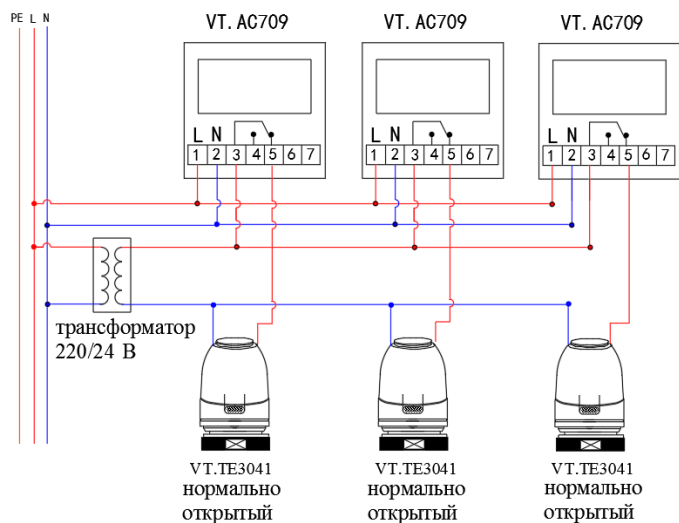 VT.AC709 VT.AC709 VT.AC709
PE L N
L N L N L N
1 2 3 4 5 6 7 1 2 3 4 5 6 7 1 2 3 4 5 6 7
трансформатор
220/24 В
VT.TE3041 VT.TE3041 VT.TE3041
нормально нормально нормально
открытый открытый открытый